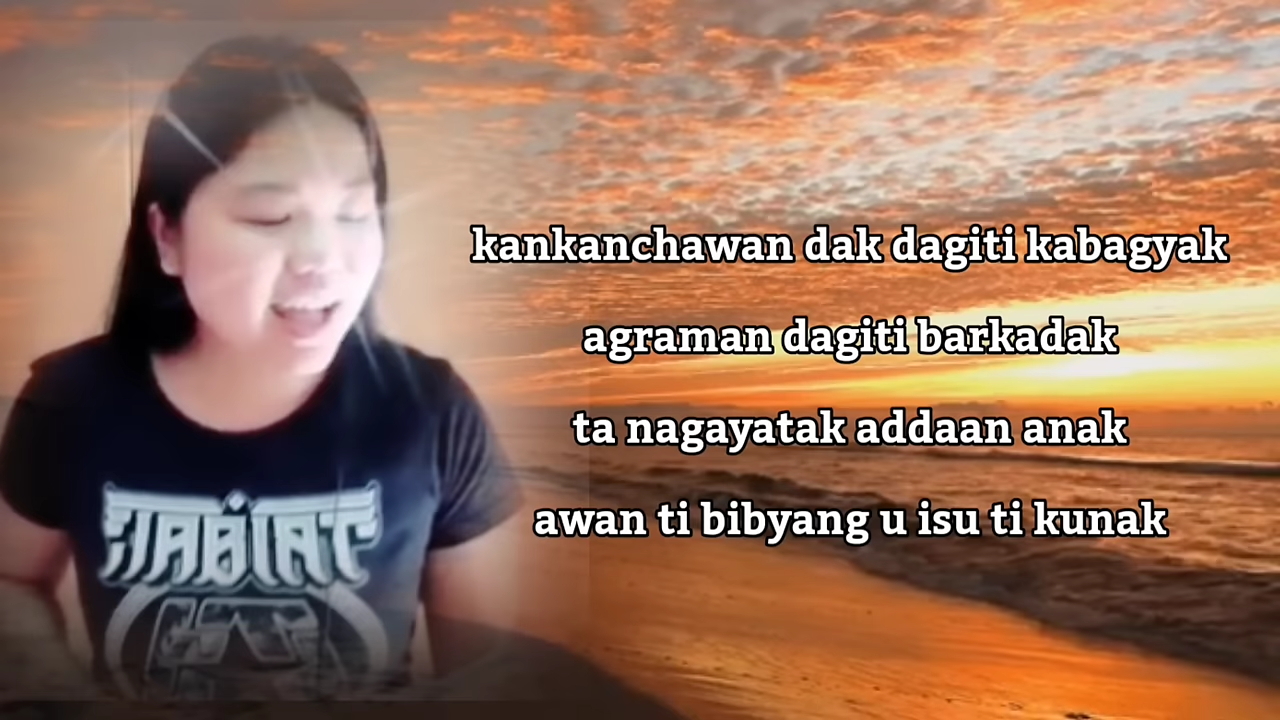 kankanchawan dak dagiti kabagyak
agraman dagiti barkadak
ta nagayatak addaan anak
awan ti bibyang u isu ti kunak